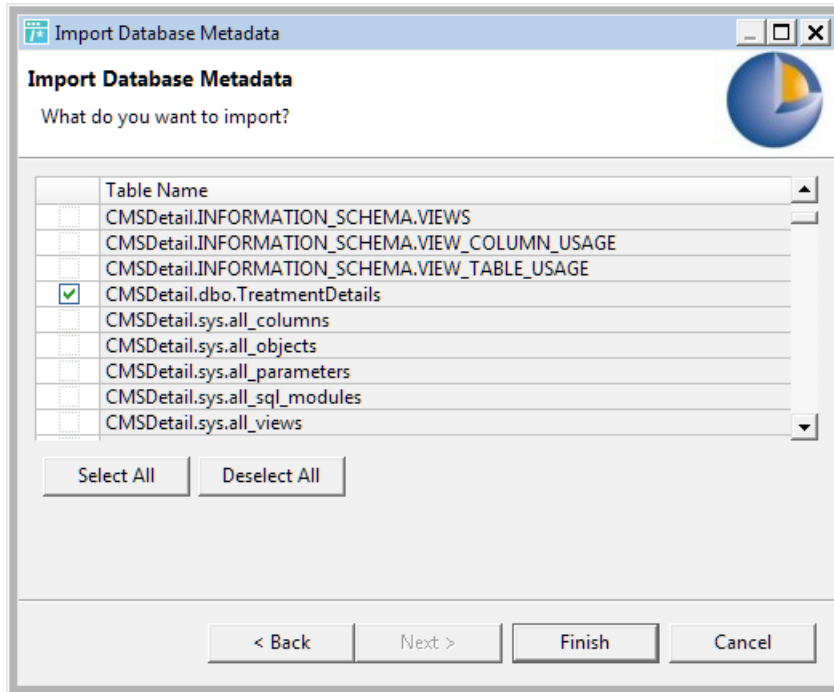 Import Database Metadata
Import Database Metadata
What do you want to import?
Table Name
CMSDetail.INFORMATION_SCHEMA.VIEWS
CMSDetail.INFORMATION_SCHEMA.VIEW_COLUMN_USAGE
CMSDetail.INFORMATION_SCHEMA.VIEW_TABLE_USAGE
CMSDetail.dbo.TreatmentDetails
CMSDetail.sys.all_columns
CMSDetail.sys.all_objects
CMSDetail.sys.all_parameters
CMSDetail.sys.all_sql_modules
CMSDetail.sys.all_views
Select All Deselect All
< Back Next > Finish Cancel